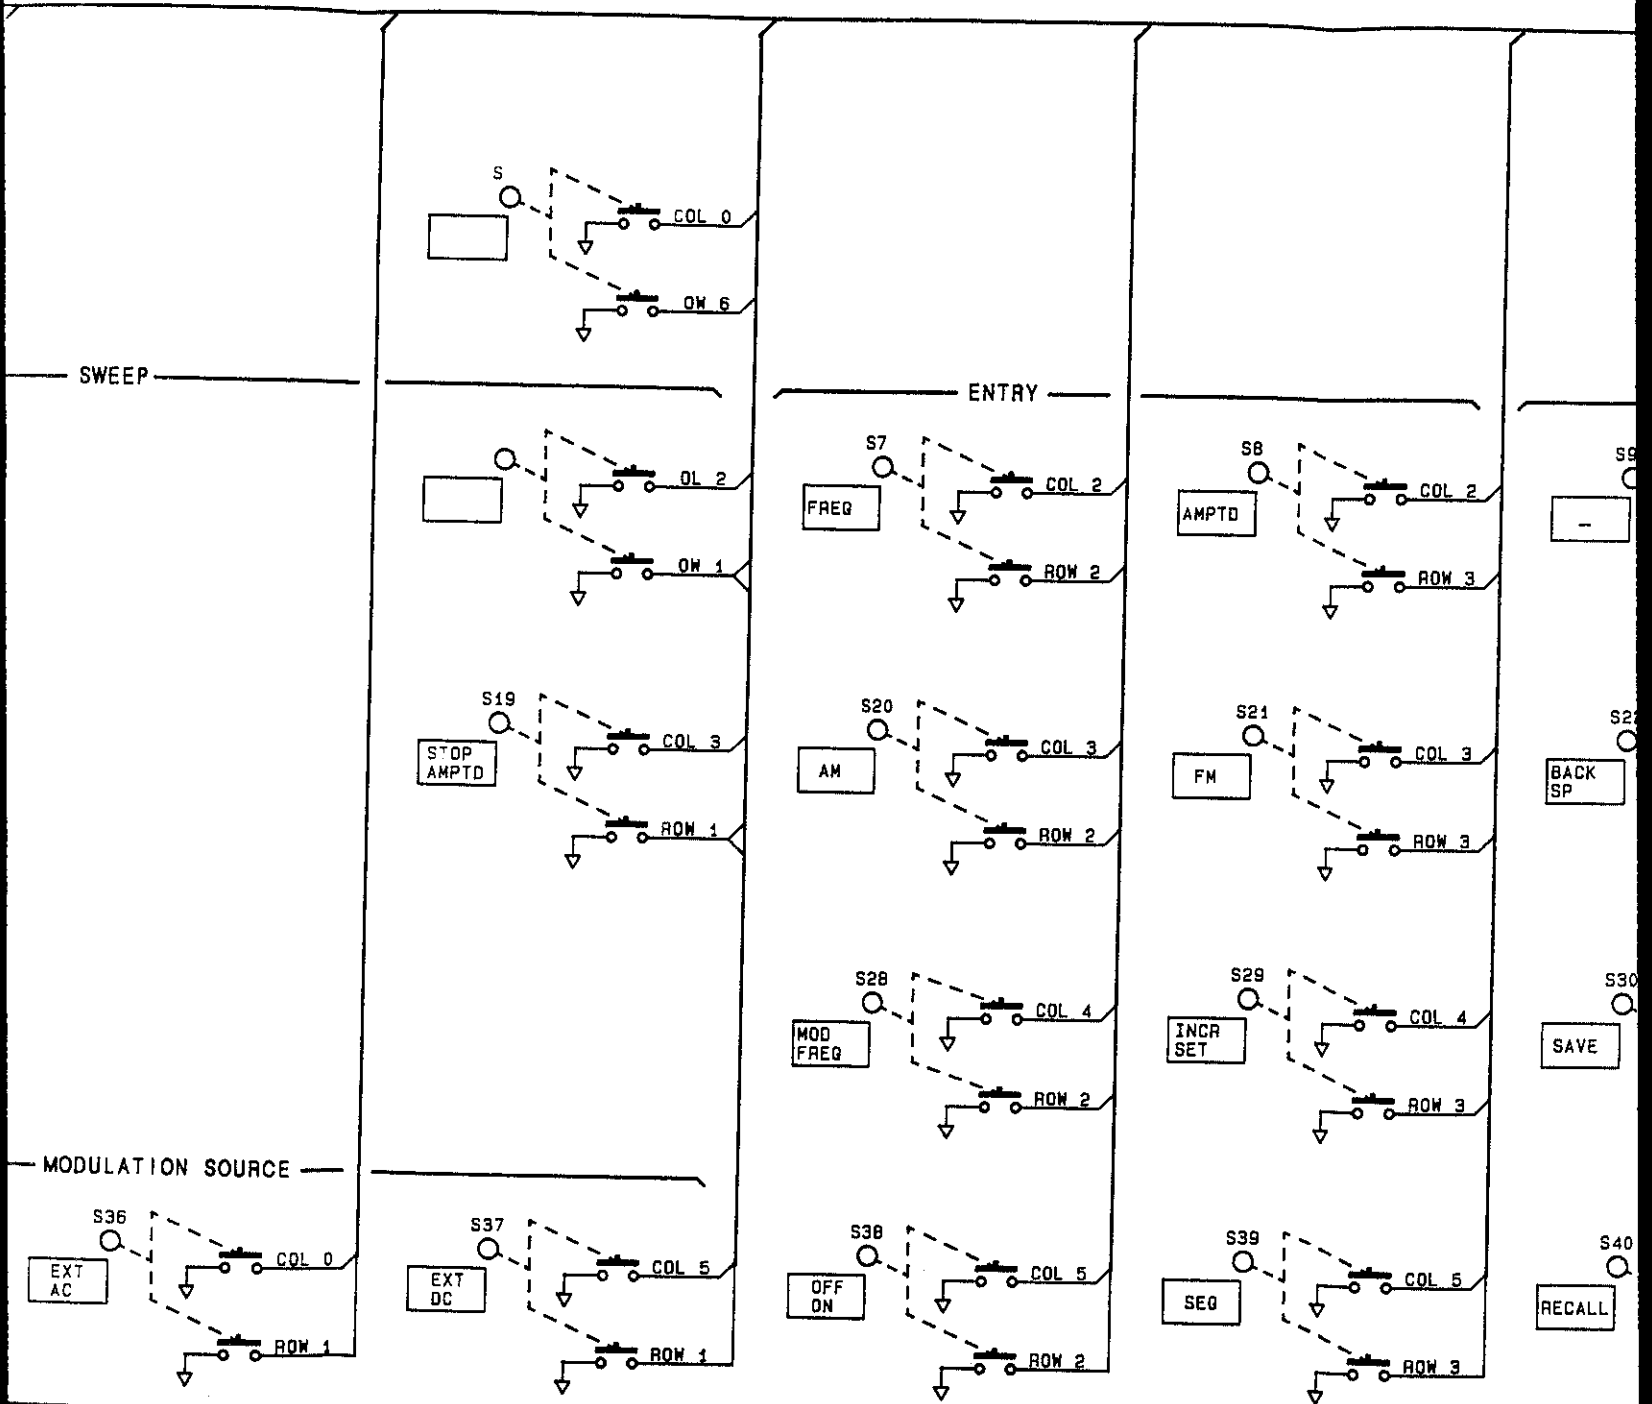 S
COL 0
OW 6
SWEEP
ENTRY
OL 2
OW 1
S7
FREQ
COL 2
ROW 2
S8
AMPTD
COL 2
ROW 3
S9
–
S19
STOP
AMPTD
COL 3
ROW 1
S20
AM
COL 3
ROW 2
S21
FM
COL 3
ROW 3
S22
BACK
SP
S28
MOD
FREQ
COL 4
ROW 2
S29
INCR
SET
COL 4
ROW 3
S30
SAVE
MODULATION SOURCE
S36
EXT
AC
COL 0
ROW 1
S37
EXT
DC
COL 5
ROW 1
S38
OFF
ON
COL 5
ROW 2
S39
SEQ
COL 5
ROW 3
S40
RECALL